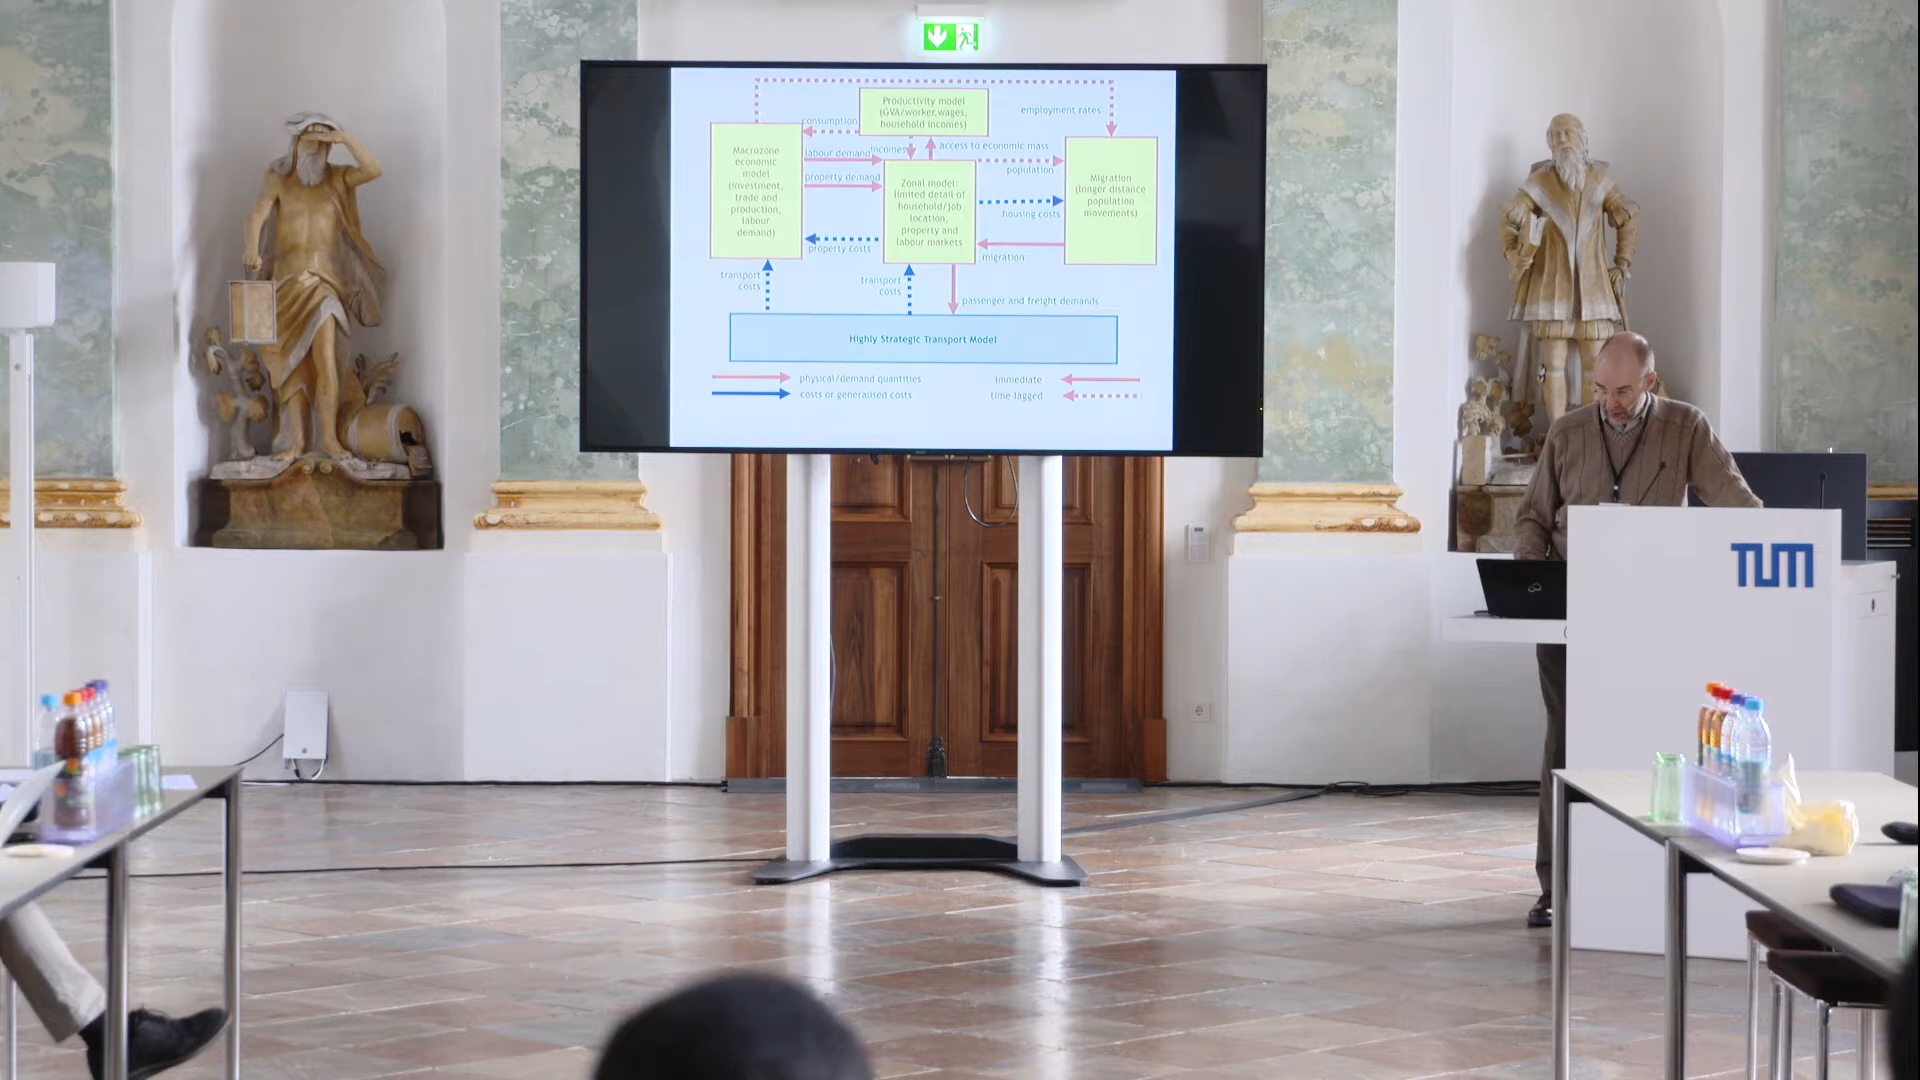 Productivity model
(GVA/worker,wages,
household incomes)
employment rates
consumption
Macrozone
economic
model
(investment,
trade and
production,
labour
demand)
labour demand
incomes
access to economic mass
population
property demand
Zonal model:
limited detail of
household/job
location,
property and
labour markets
Migration
(longer distance
population
movements)
housing costs
property costs
migration
transport
costs
transport
costs
passenger and freight demands
Highly Strategic Transport Model
physical/demand quantities
immediate
costs or generalised costs
time-lagged
TUM